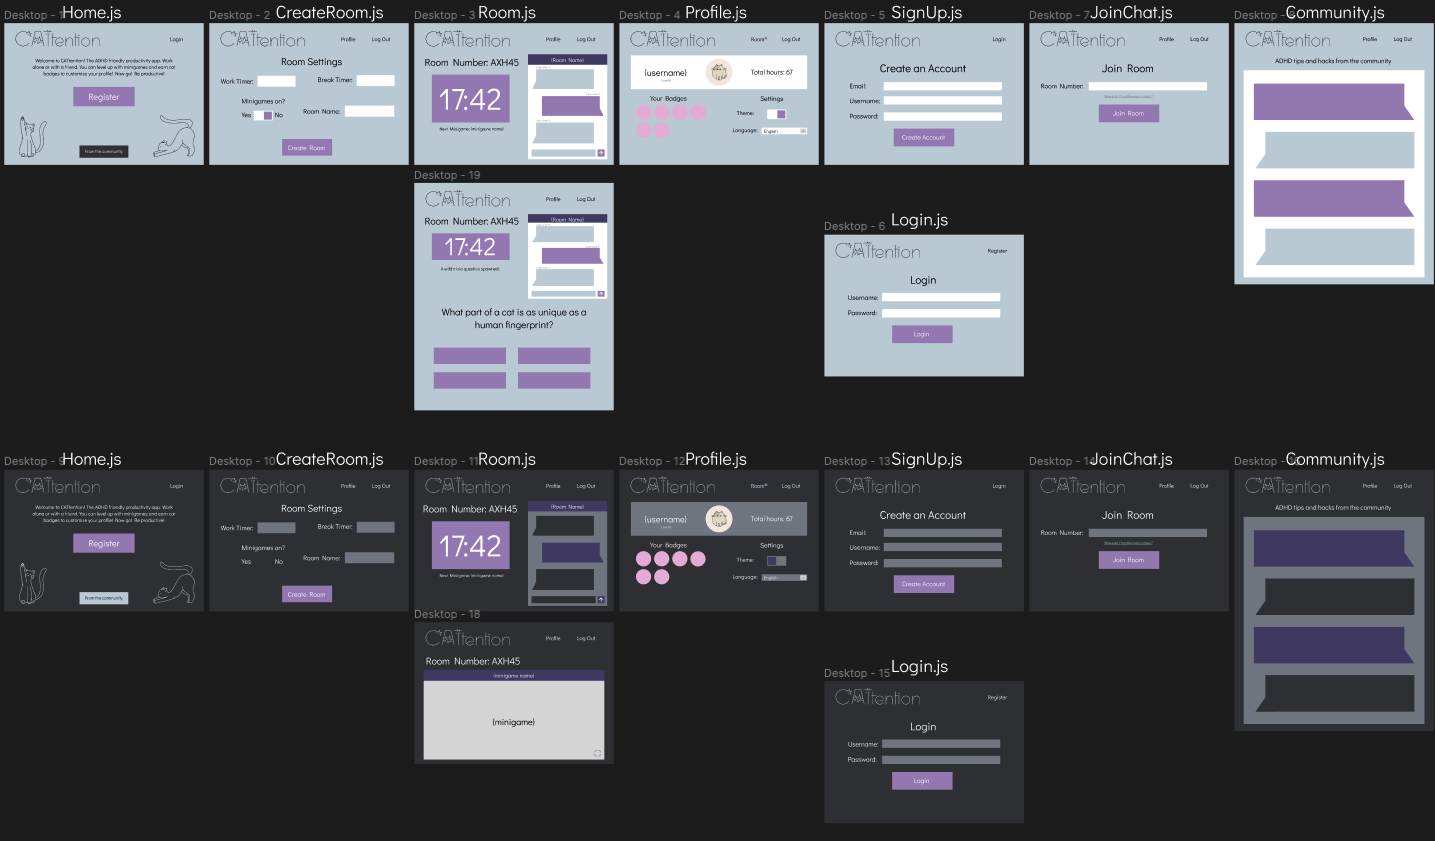 Desktop - 1
Home.js
CATtention
Login
Welcome to CATtention! The ADHD friendly productivity app. Work
alone or with a friend. You can level up with minigames and earn cat
badges to customize your profile! Now go! Be productive!
Register
From the community
Desktop - 2
CreateRoom.js
CATtention
Profile
Log Out
Room Settings
Work Timer:
Break Timer:
Minigames on?
Yes
No
Room Name:
Create Room
Desktop - 3
Room.js
CATtention
Profile
Log Out
Room Number: AXH45
17:42
Next Minigame: {minigame name}
{Room Name}
Desktop - 4
Profile.js
CATtention
Room*
Log Out
{username}
Total hours: 67
Your Badges
Settings
Theme:
Language:
English
Desktop - 5
SignUp.js
CATtention
Login
Create an Account
Email:
Username:
Password:
Create Account
Desktop - 7
JoinChat.js
CATtention
Profile
Log Out
Join Room
Room Number:
Join Room
Desktop -
Community.js
CATtention
Profile
Log Out
ADHD tips and hacks from the community
Desktop - 19
CATtention
Profile
Log Out
Room Number: AXH45
17:42
A wild trivia question spawned!
{Room Name}
What part of a cat is as unique as a
human fingerprint?
Desktop - 6
Login.js
CATtention
Register
Login
Username:
Password:
Login
Desktop - 9
Home.js
CATtention
Login
Welcome to CATtention! The ADHD friendly productivity app. Work
alone or with a friend. You can level up with minigames and earn cat
badges to customize your profile! Now go! Be productive!
Register
From the community
Desktop - 10
CreateRoom.js
CATtention
Profile
Log Out
Room Settings
Work Timer:
Break Timer:
Minigames on?
Yes
No
Room Name:
Create Room
Desktop - 11
Room.js
CATtention
Profile
Log Out
Room Number: AXH45
17:42
Next Minigame: {minigame name}
{Room Name}
Desktop - 12
Profile.js
CATtention
Room*
Log Out
{username}
Total hours: 67
Your Badges
Settings
Theme:
Language:
English
Desktop - 13
SignUp.js
CATtention
Login
Create an Account
Email:
Username:
Password:
Create Account
Desktop - 14
JoinChat.js
CATtention
Profile
Log Out
Join Room
Room Number:
Join Room
Desktop -
Community.js
CATtention
Profile
Log Out
ADHD tips and hacks from the community
Desktop - 18
CATtention
Profile
Log Out
Room Number: AXH45
{minigame name}
{minigame}
Desktop - 15
Login.js
CATtention
Register
Login
Username:
Password:
Login